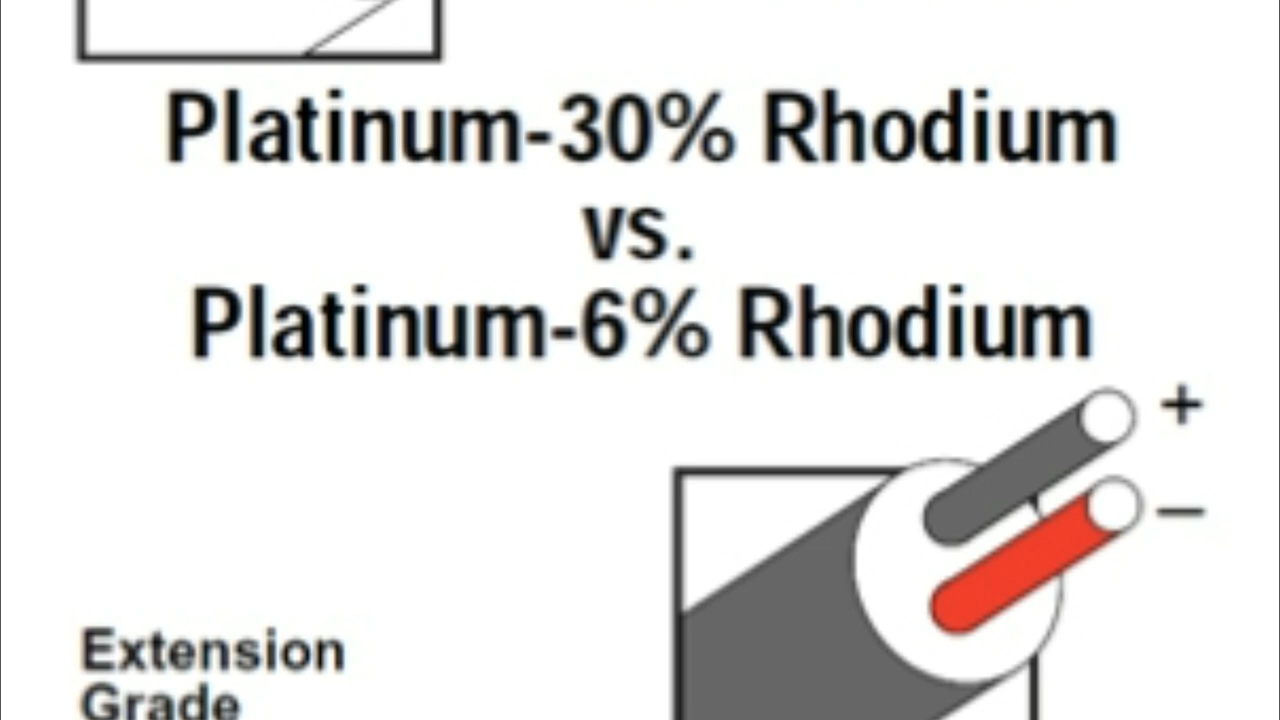 Platinum-30% Rhodium
vs.
Platinum-6% Rhodium
+
–
Extension
Grade